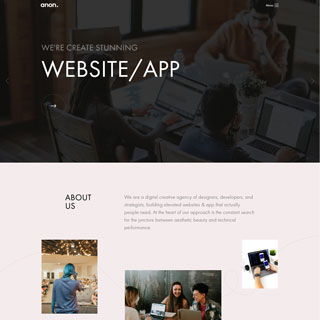 anon.
Menu
WE'RE CREATE STUNNING
WEBSITE/APP
ABOUT
US
We are a digital creative agency of designers, developers, and
strategists, building elevated websites & app that actually
people need. At the heart of our approach is the constant search
for the juncture between aesthetic beauty and technical
performance.